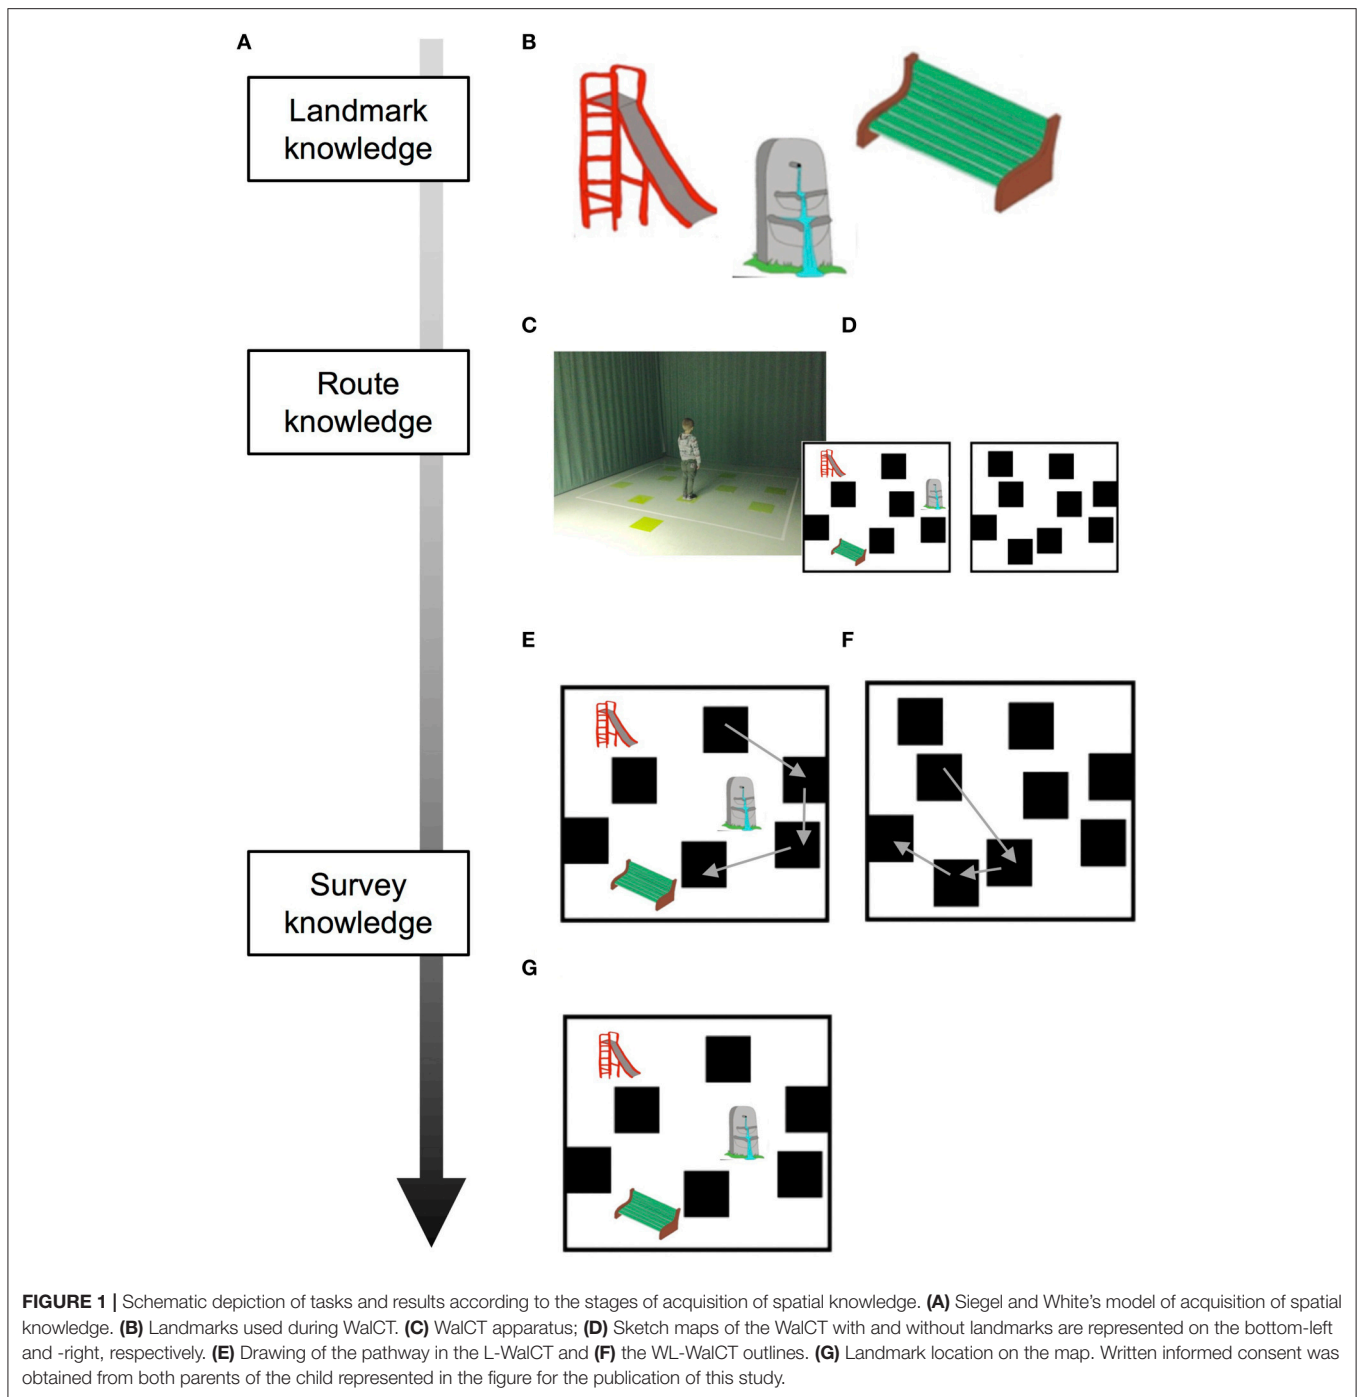 A
B
Landmark
knowledge
C
D
Route
knowledge
E
F
Survey
knowledge
G
FIGURE 1 | Schematic depiction of tasks and results according to the stages of acquisition of spatial knowledge. (A) Siegel and White's model of acquisition of spatial
knowledge. (B) Landmarks used during WalCT. (C) WalCT apparatus; (D) Sketch maps of the WalCT with and without landmarks are represented on the bottom-left
and -right, respectively. (E) Drawing of the pathway in the L-WalCT and (F) the WL-WalCT outlines. (G) Landmark location on the map. Written informed consent was
obtained from both parents of the child represented in the figure for the publication of this study.